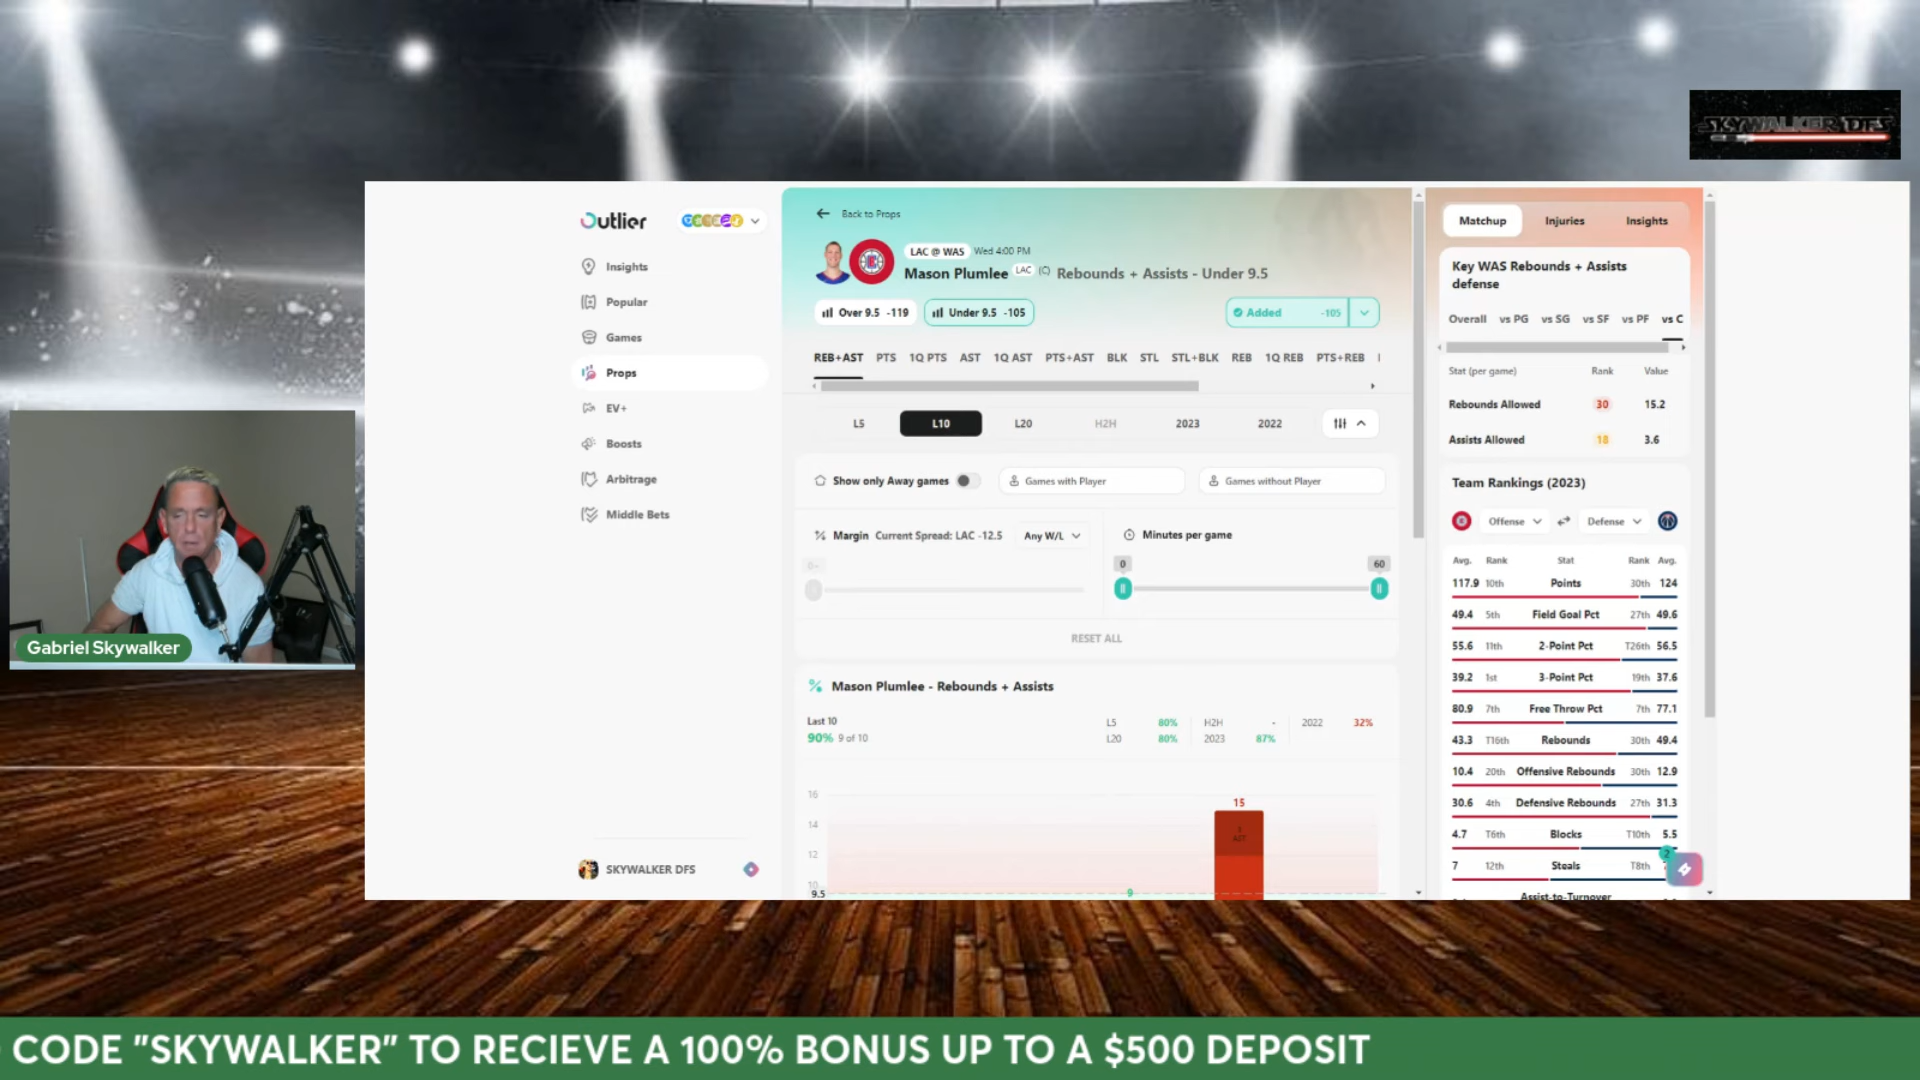 SKYWALKER DFS
Outlier
Insights
Popular
Games
Props
EV+
Boosts
Arbitrage
Middle Bets
SKYWALKER DFS
Back to Props
LAC @ WAS Wed 4:00 PM
Mason Plumlee LAC (C) Rebounds + Assists - Under 9.5
Over 9.5 -119 Under 9.5 -105
Added -105
REB+AST PTS 1Q PTS AST 1Q AST PTS+AST BLK STL STL+BLK REB 1Q REB PTS+REB
L5 L10 L20 H2H 2023 2022
Show only Away games
Games with Player
Games without Player
Margin Current Spread: LAC -12.5 Any W/L
Minutes per game
0 60
RESET ALL
Mason Plumlee - Rebounds + Assists
Last 10
90% 9 of 10
L5 80% H2H - 2022 32%
L20 80% 2023 87%
16
15
14
AST
12
10
9.5
9
Matchup Injuries Insights
Key WAS Rebounds + Assists
defense
Overall vs PG vs SG vs SF vs PF vs C
Stat (per game) Rank Value
Rebounds Allowed 30 15.2
Assists Allowed 18 3.6
Team Rankings (2023)
Offense Defense
Avg. Rank Stat Rank Avg.
117.9 10th Points 30th 124
49.4 5th Field Goal Pct 27th 49.6
55.6 11th 2-Point Pct T26th 56.5
39.2 1st 3-Point Pct 19th 37.6
80.9 7th Free Throw Pct 7th 77.1
43.3 T16th Rebounds 30th 49.4
10.4 20th Offensive Rebounds 30th 12.9
30.6 4th Defensive Rebounds 27th 31.3
4.7 T6th Blocks T10th 5.5
7 12th Steals T8th
2
Assist-to-Turnover
Gabriel Skywalker
CODE "SKYWALKER" TO RECIEVE A 100% BONUS UP TO A $500 DEPOSIT